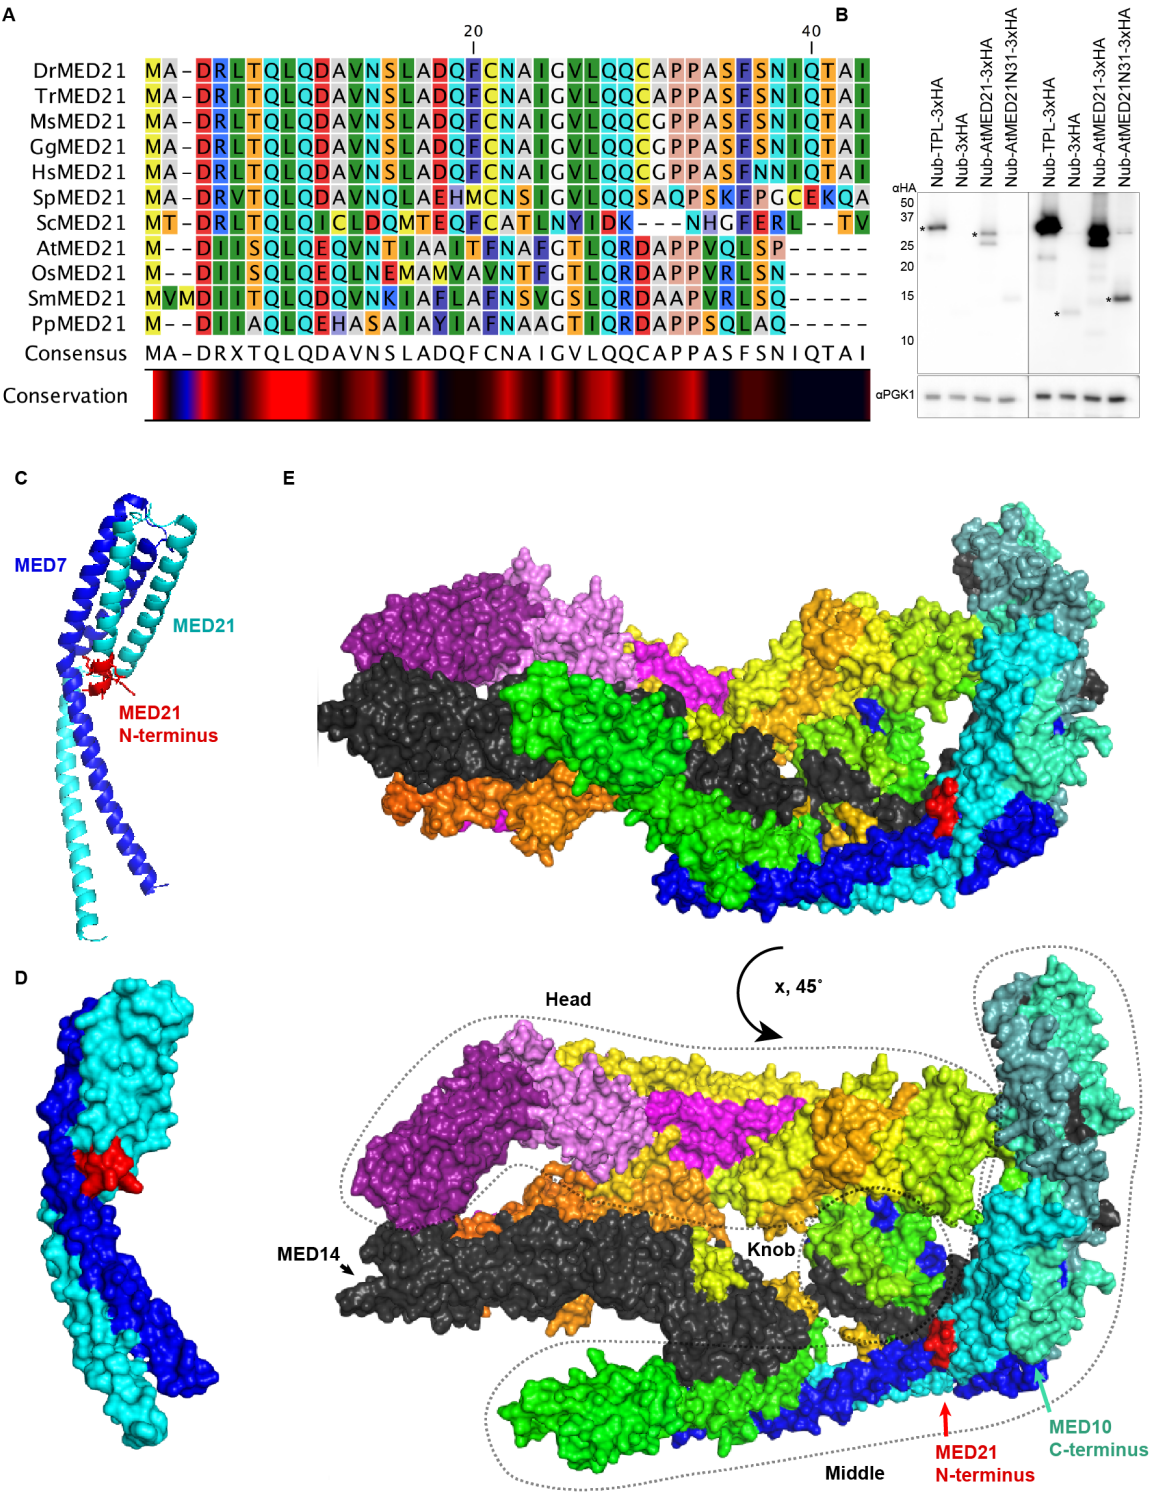 A
20 40
DrMED21 MA-DRLTQLQDAVNSLADQFCNAIGVLQQCAPPASFSNIQTAI
TrMED21 MA-DRITQLQDAVNSLADQFCNAIGVLQQCAPPASFSNIQTAI
MsMED21 MA-DRLTQLQDAVNSLADQFCNAIGVLQQCGPPASFSNIQTAI
GgMED21 MA-DRLTQLQDAVNSLADQFCNAIGVLQQCGPPASFSNIQTAI
HsMED21 MA-DRLTQLQDAVNSLADQFCNAIGVLQQCGPPASFNNIQTAI
SpMED21 MA-DRVTQLQDAVNQLAEHMCNSIGVLQQSAQPSKFPGCEKQA
ScMED21 MT-DRLTQLQICLDQMTEQFCATLNYIDK---NHGFERL--TV
AtMED21 M--DIISQLQEQVNTIAAITFNAFGTLQRDAPPVQLSP-----
OsMED21 M--DIISQLQEQLNEMAMVAVNTFGTLQRDAPPVRLSN-----
SmMED21 MVMDIITQLQDQVNKIAFLAFNSVGSLQRDAAPVRLSQ-----
PpMED21 M--DIIAQLQEHASAIAYIAFNAAGTIQRDAPPSQLAQ-----
Consensus MA-DRXTQLQDAVNSLADQFCNAIGVLQQCAPPASFSNIQTAI
Conservation
B
Nub-TPL-3xHA
Nub-3xHA
Nub-AtMED21-3xHA
Nub-AtMED21N31-3xHA
Nub-TPL-3xHA
Nub-3xHA
Nub-AtMED21-3xHA
Nub-AtMED21N31-3xHA
αHA
50
37
25
20
15
10
*
*
*
*
αPGK1
C
MED7
MED21
MED21
N-terminus
D
E
x, 45°
Head
MED14
Knob
Middle
MED21
N-terminus
MED10
C-terminus